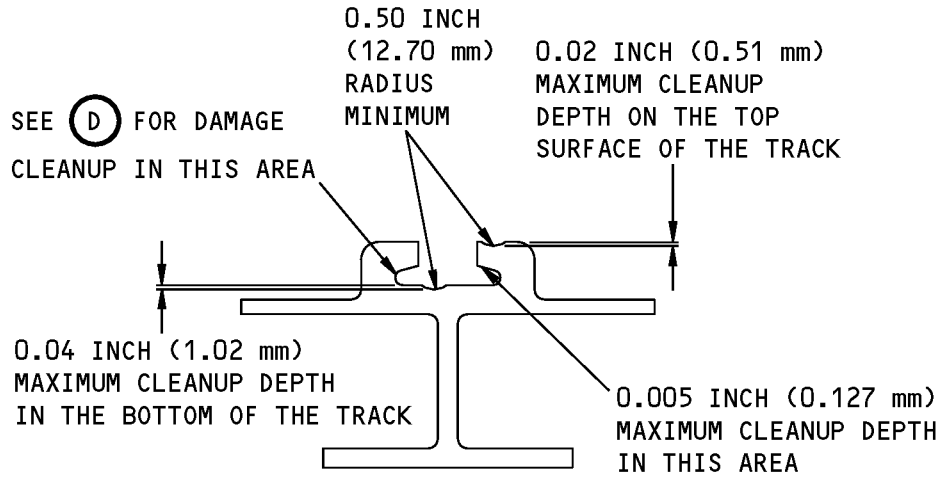 0.50 INCH
(12.70 mm)
RADIUS
MINIMUM
0.02 INCH (0.51 mm)
MAXIMUM CLEANUP
DEPTH ON THE TOP
SURFACE OF THE TRACK
SEE D FOR DAMAGE
CLEANUP IN THIS AREA
0.04 INCH (1.02 mm)
MAXIMUM CLEANUP DEPTH
IN THE BOTTOM OF THE TRACK
0.005 INCH (0.127 mm)
MAXIMUM CLEANUP DEPTH
IN THIS AREA